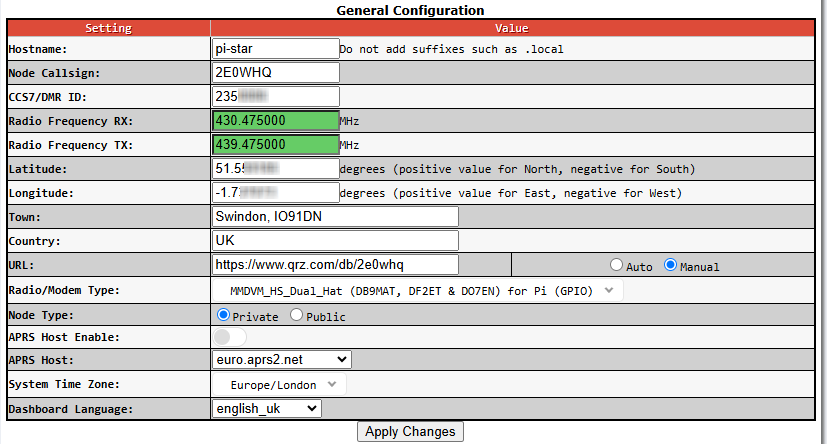 General Configuration
Setting Value
Hostname: pi-star Do not add suffixes such as .local
Node Callsign: 2E0WHQ
CCS7/DMR ID: 235
Radio Frequency RX: 430.475000 MHz
Radio Frequency TX: 439.475000 MHz
Latitude: 51.55 degrees (positive value for North, negative for South)
Longitude: -1.7 degrees (positive value for East, negative for West)
Town: Swindon, IO91DN
Country: UK
URL: https://www.qrz.com/db/2e0whq Auto Manual
Radio/Modem Type: MMDVM_HS_Dual_Hat (DB9MAT, DF2ET & DO7EN) for Pi (GPIO)
Node Type: Private Public
APRS Host Enable:
APRS Host: euro.aprs2.net
System Time Zone: Europe/London
Dashboard Language: english_uk
Apply Changes